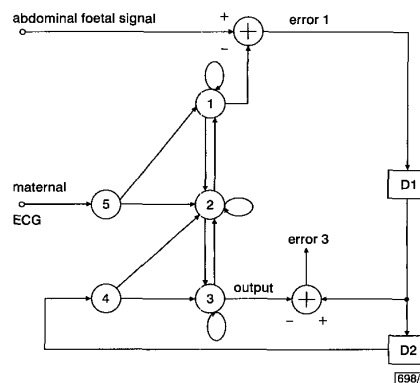 abdominal foetal signal
+
error 1
+
−
1
D1
maternal
5
2
ECG
error 3
4
3
output
+
− +
D2
698/